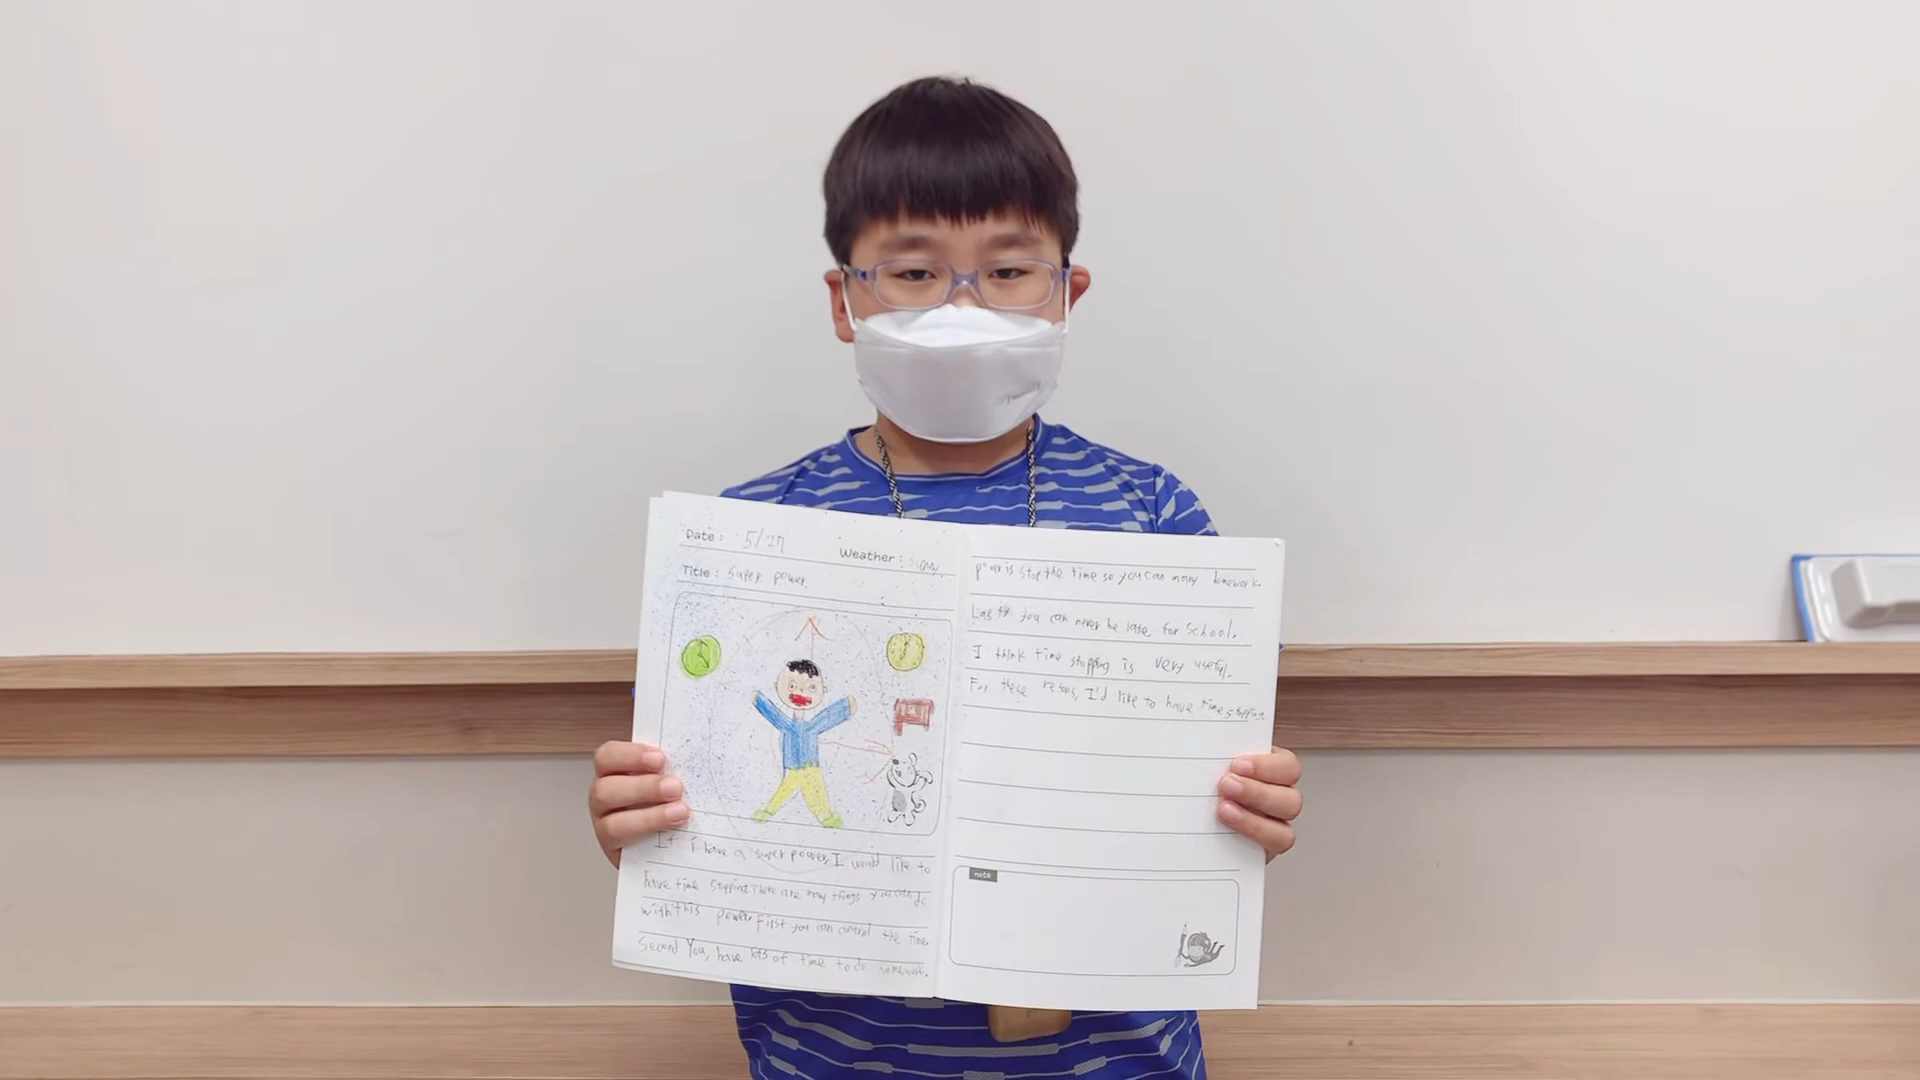 Date : 5/27
Weather : Sunny.
Title : Super power
If i have a super power, I would like to
have time stopping. There are many things you can do
with this power. First you can control the time.
Second You, have lots of time to do homework.
power is stop the time so you can many homework.
Last you can never be late, for School.
I think time stopping is very useful.
For these I'd like to have time stopping.
note